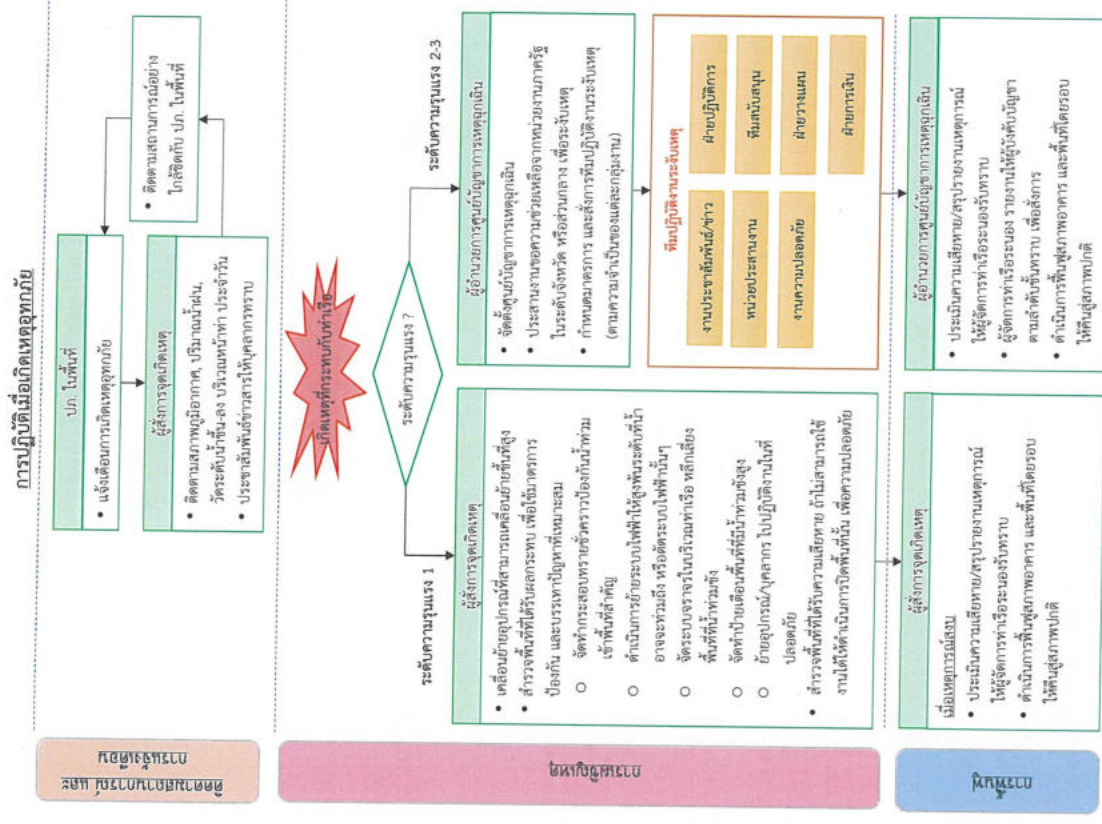 การปฏิบัติเมื่อเกิดเหตุอุทกภัย
ติดตามสถานการณ์ และ
การแจ้งเตือน
ปภ. ในพื้นที่
• แจ้งเตือนการเกิดเหตุอุทกภัย
ผู้สั่งการจุดเกิดเหตุ
• ติดตามสภาพภูมิอากาศ, ปริมาณน้ำฝน,
วัดระดับน้ำขึ้น-ลง บริเวณหน้าท่า ประจำวัน
• ประชาสัมพันธ์ข่าวสารให้บุคลากรทราบ
• ติดตามสถานการณ์อย่าง
ใกล้ชิดกับ ปภ. ในพื้นที่
การเผชิญเหตุ
เกิดเหตุที่กระทบกับท่าเรือ
ระดับความรุนแรง ?
ระดับความรุนแรง 1
ผู้สั่งการจุดเกิดเหตุ
• เคลื่อนย้ายอุปกรณ์ที่สามารถเคลื่อนย้ายขึ้นที่สูง
• สำรวจพื้นที่ที่ได้รับผลกระทบ เพื่อใช้มาตรการ
ป้องกัน และบรรเทาปัญหาที่เหมาะสม
○ จัดทำกระสอบทรายชั่วคราวป้องกันน้ำท่วม
เข้าพื้นที่สำคัญ
○ ดำเนินการย้ายระบบไฟฟ้าให้สูงพ้นระดับที่น้ำ
อาจจะท่วมถึง หรือตัดระบบไฟฟ้านั้นๆ
○ จัดระบบจราจรในบริเวณท่าเรือ หลีกเลี่ยง
พื้นที่ที่น้ำท่วมขัง
○ จัดทำป้ายเตือนพื้นที่ที่มีน้ำท่วมขังสูง
○ ย้ายอุปกรณ์/บุคลากร ไปปฏิบัติงานในที่
ปลอดภัย
• สำรวจพื้นที่ที่ได้รับความเสียหาย ถ้าไม่สามารถใช้
งานได้ให้ดำเนินการปิดพื้นที่นั้น เพื่อความปลอดภัย
ระดับความรุนแรง 2-3
ผู้อำนวยการศูนย์บัญชาการเหตุฉุกเฉิน
• จัดตั้งศูนย์บัญชาการเหตุฉุกเฉิน
• ประสานงานขอความช่วยเหลือจากหน่วยงานภาครัฐ
ในระดับจังหวัด หรือส่วนกลาง เพื่อระงับเหตุ
• กำหนดมาตรการ และสั่งการทีมปฏิบัติงานระงับเหตุ
(ตามความจำเป็นของแต่ละกลุ่มงาน)
ทีมปฏิบัติงานระงับเหตุ
งานประชาสัมพันธ์/ข่าว
ฝ่ายปฏิบัติการ
หน่วยประสานงาน
ทีมสนับสนุน
งานความปลอดภัย
ฝ่ายวางแผน
ฝ่ายการเงิน
การฟื้นฟู
ผู้สั่งการจุดเกิดเหตุ
เมื่อเหตุการณ์สงบ
• ประเมินความเสียหาย/สรุปรายงานเหตุการณ์
ให้ผู้จัดการท่าเรือระนองรับทราบ
• ดำเนินการฟื้นฟูสภาพอาคาร และพื้นที่โดยรอบ
ให้คืนสู่สภาพปกติ
ผู้อำนวยการศูนย์บัญชาการเหตุฉุกเฉิน
• ประเมินความเสียหาย/สรุปรายงานเหตุการณ์
ให้ผู้จัดการท่าเรือระนองรับทราบ
• ผู้จัดการท่าเรือระนอง รายงานให้ผู้บังคับบัญชา
ตามลำดับชั้นทราบ เพื่อสั่งการ
• ดำเนินการฟื้นฟูสภาพอาคาร และพื้นที่โดยรอบ
ให้คืนสู่สภาพปกติ